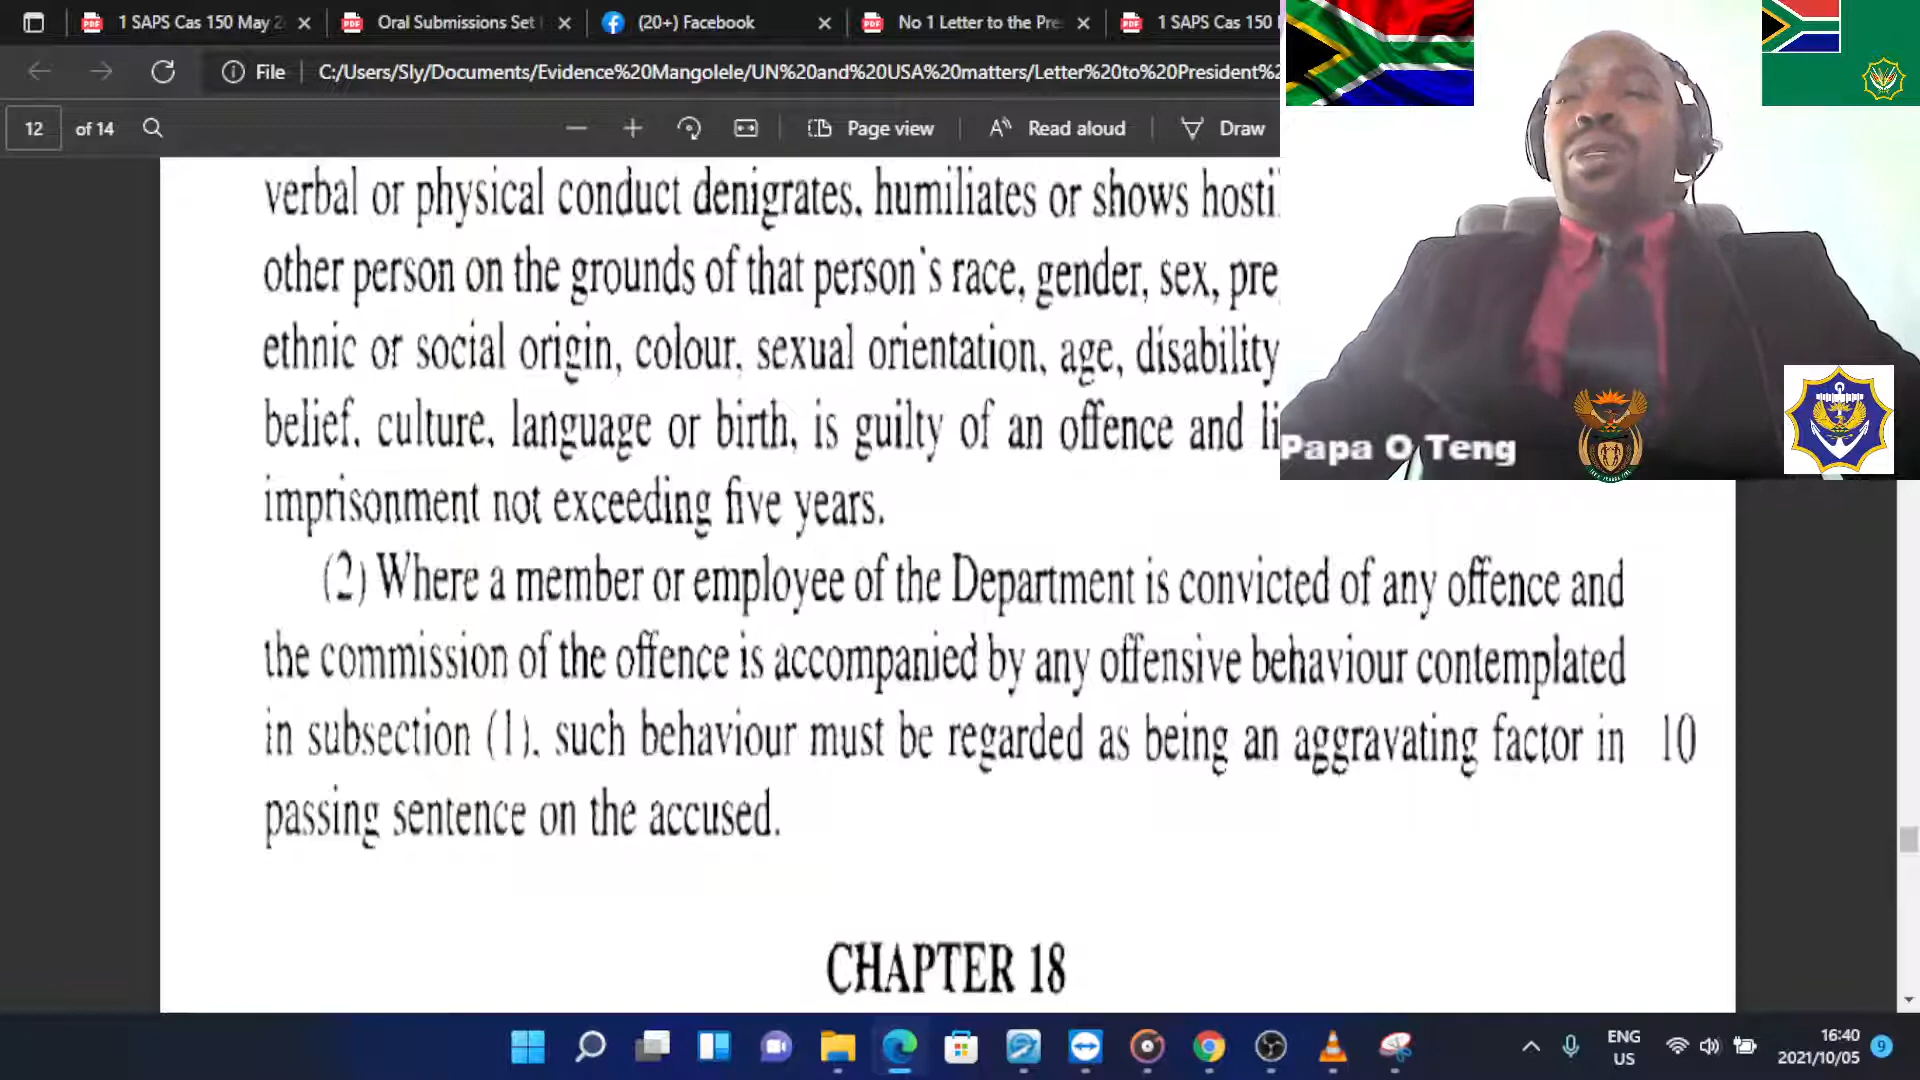 1 SAPS Cas 150 May 2
Oral Submissions Set
(20+) Facebook
No 1 Letter to the Pre
1 SAPS Cas 150
File
C:/Users/Sly/Documents/Evidence%20Mangolele/UN%20and%20USA%20matters/Letter%20to%20President%
12 of 14
Page view
Read aloud
Draw
verbal or physical conduct denigrates, humiliates or shows hosti
other person on the grounds of that person's race, gender, sex, pre
ethnic or social origin, colour, sexual orientation, age, disability
belief, culture, language or birth, is guilty of an offence and li
imprisonment not exceeding five years.
Papa O Teng
(2) Where a member or employee of the Department is convicted of any offence and
the commission of the offence is accompanied by any offensive behaviour contemplated
in subsection (1), such behaviour must be regarded as being an aggravating factor in 10
passing sentence on the accused.
CHAPTER 18
ENG
US
16:40
2021/10/05
9